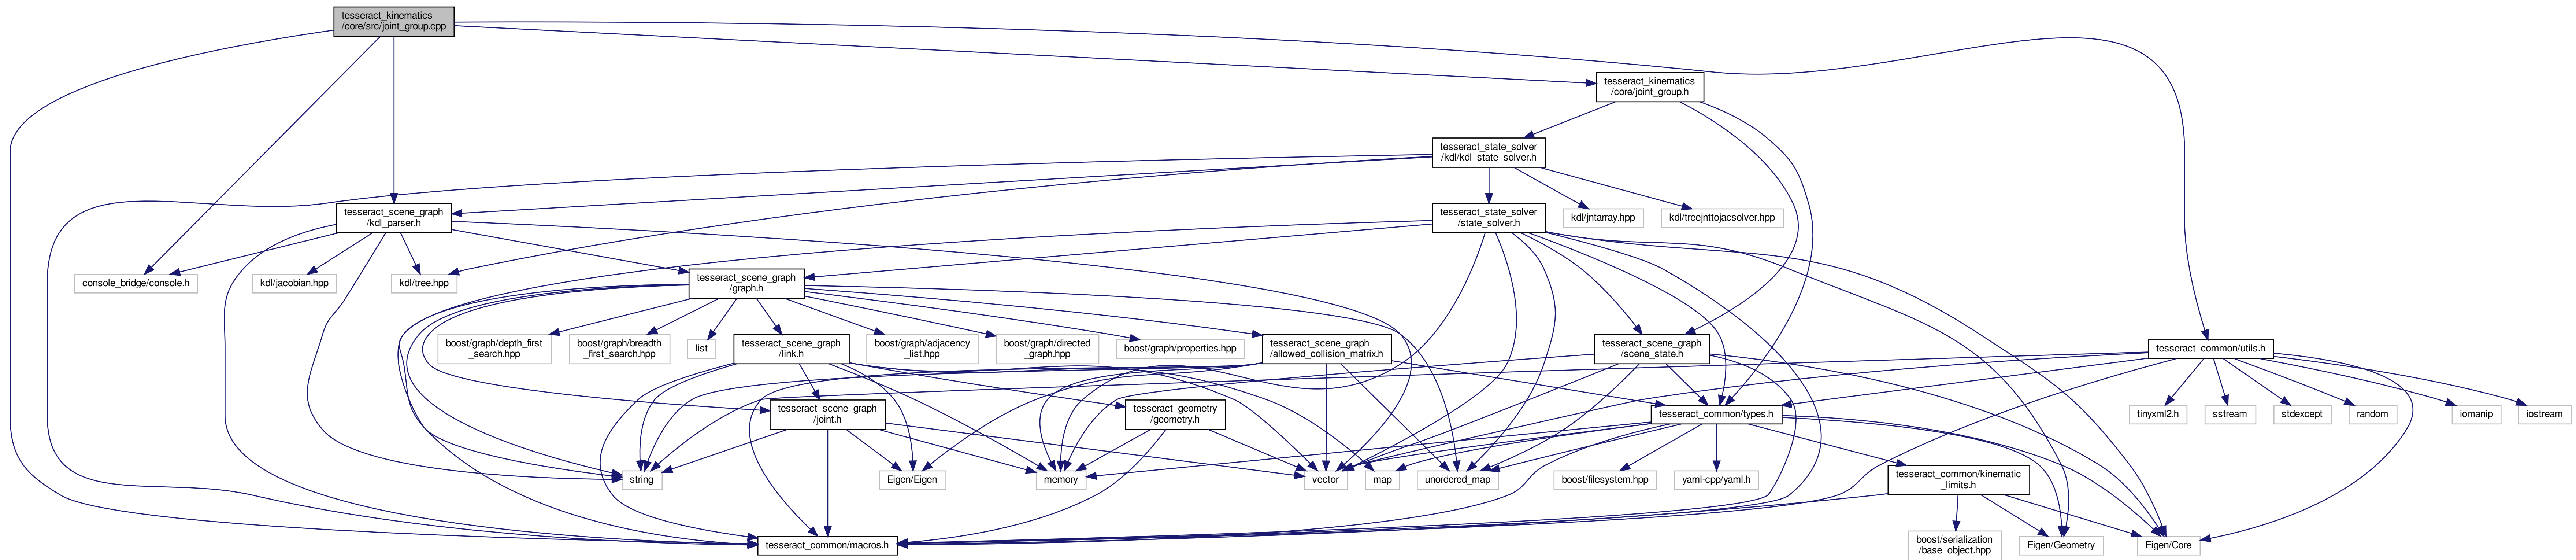 tesseract_kinematics
/core/src/joint_group.cpp
tesseract_kinematics
/core/joint_group.h
tesseract_state_solver
/kdl/kdl_state_solver.h
tesseract_scene_graph
/kdl_parser.h
tesseract_state_solver
/state_solver.h
kdl/jntarray.hpp
kdl/treejnttojacsolver.hpp
console_bridge/console.h
kdl/jacobian.hpp
kdl/tree.hpp
tesseract_scene_graph
/graph.h
boost/graph/depth_first
_search.hpp
boost/graph/breadth
_first_search.hpp
list
tesseract_scene_graph
/link.h
boost/graph/adjacency
_list.hpp
boost/graph/directed
_graph.hpp
boost/graph/properties.hpp
tesseract_scene_graph
/allowed_collision_matrix.h
tesseract_scene_graph
/scene_state.h
tesseract_common/utils.h
tesseract_scene_graph
/joint.h
tesseract_geometry
/geometry.h
tesseract_common/types.h
tinyxml2.h
sstream
stdexcept
random
iomanip
iostream
string
Eigen/Eigen
memory
vector
map
unordered_map
boost/filesystem.hpp
yaml-cpp/yaml.h
tesseract_common/kinematic
_limits.h
tesseract_common/macros.h
boost/serialization
/base_object.hpp
Eigen/Geometry
Eigen/Core